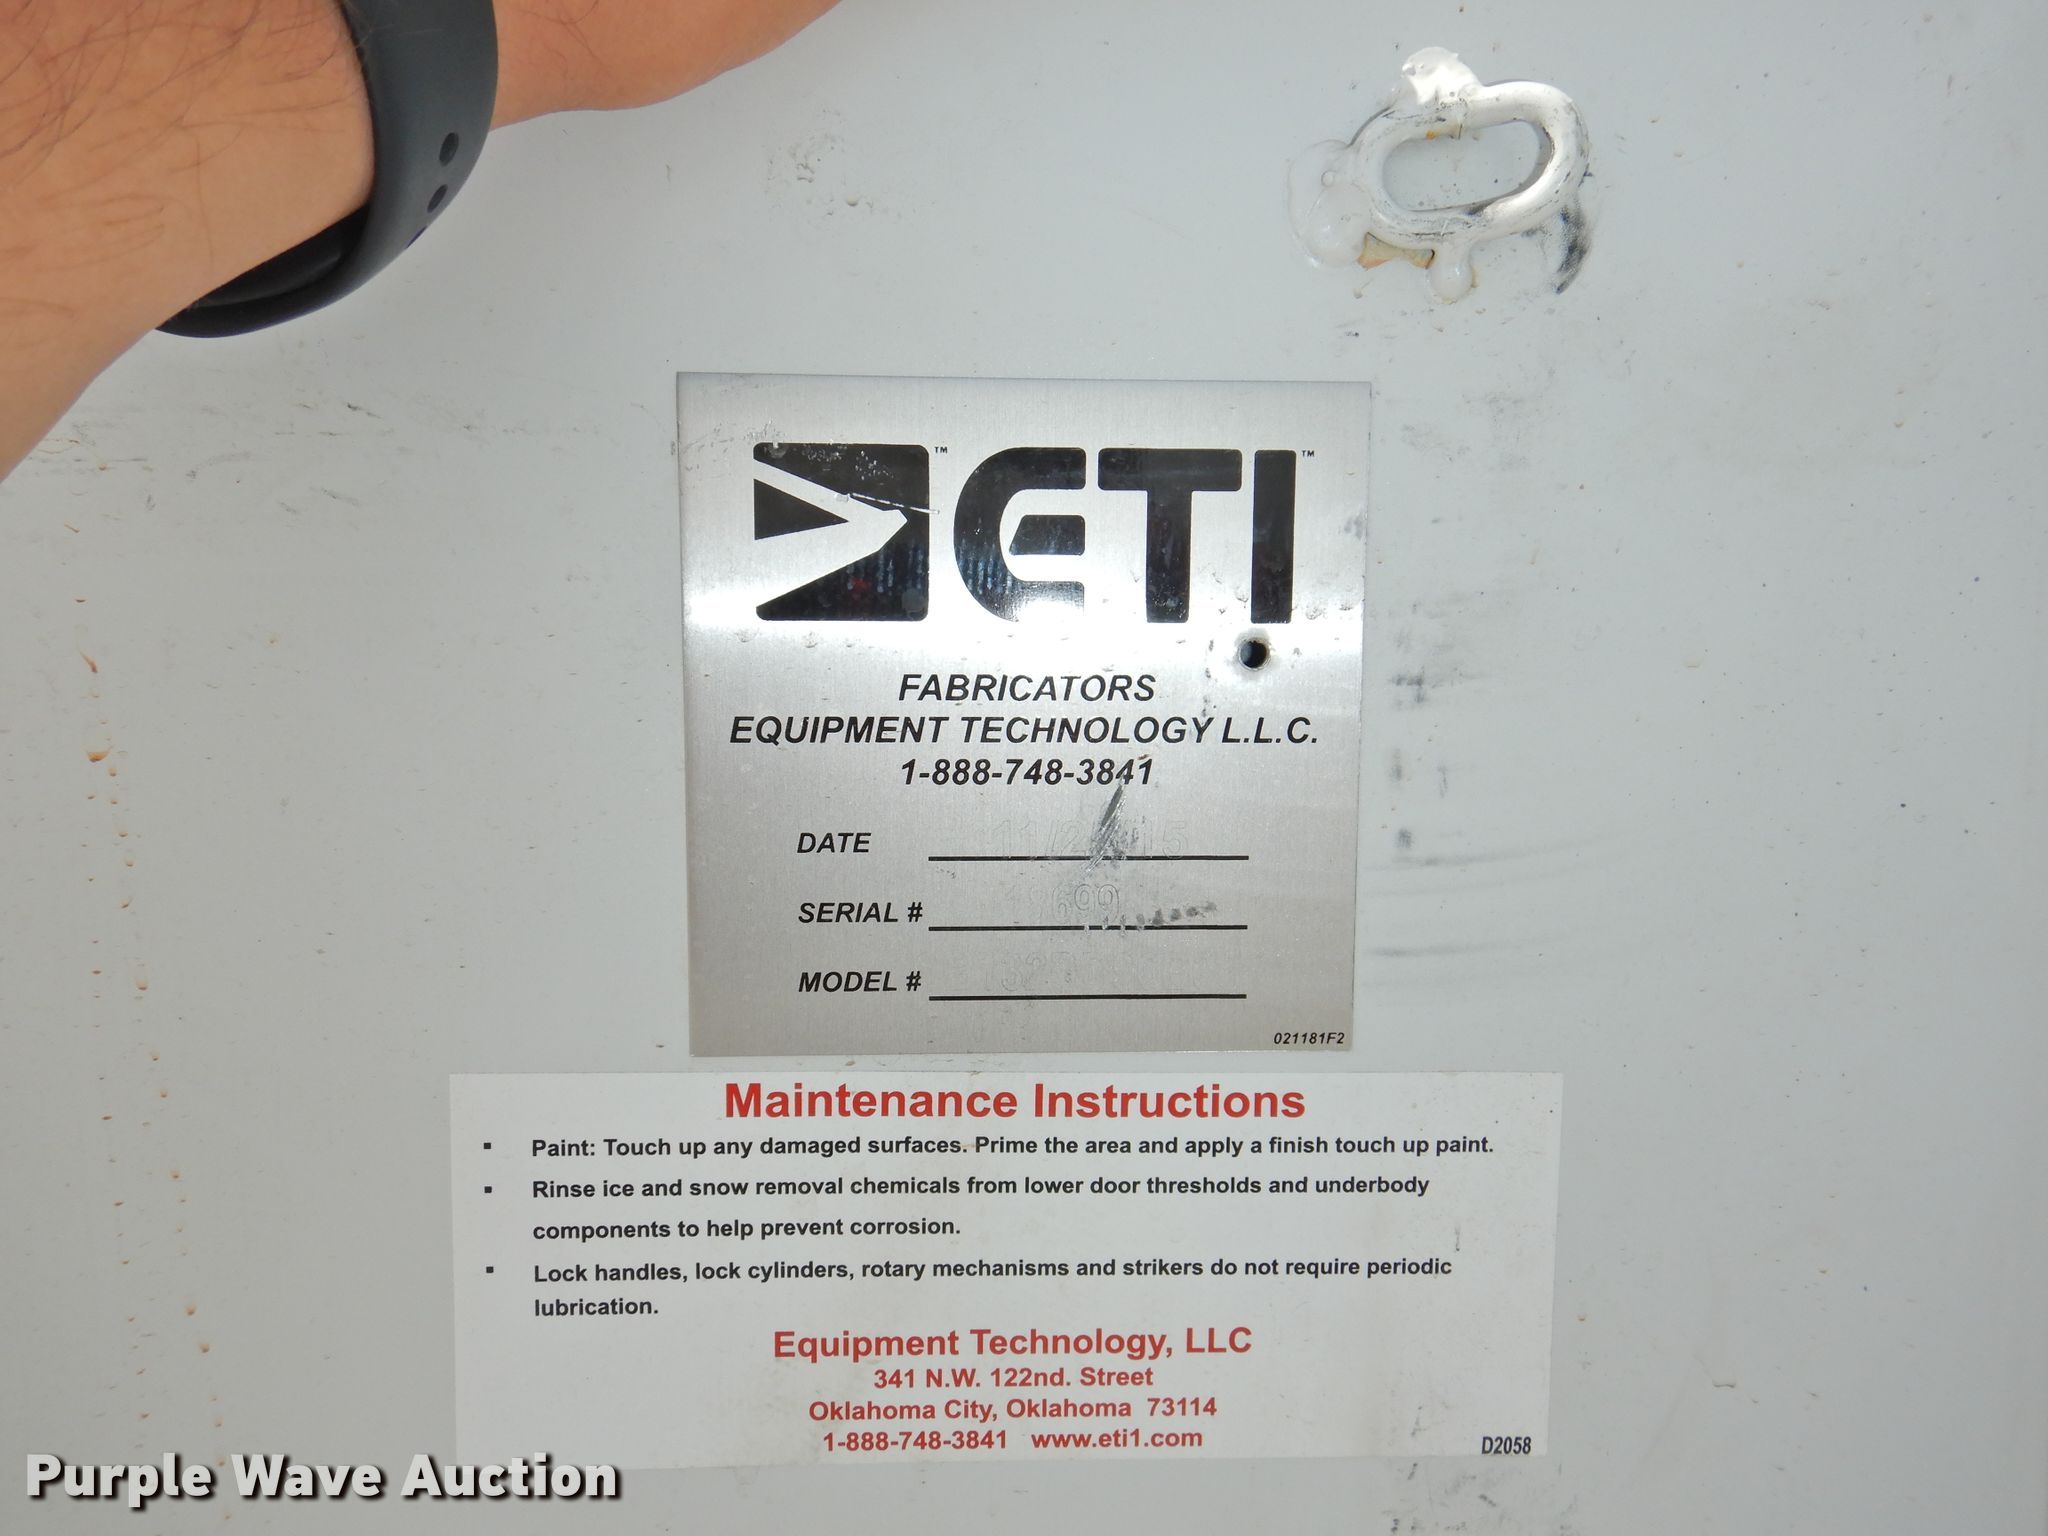 ™ ETI ™
FABRICATORS
EQUIPMENT TECHNOLOGY L.L.C.
1-888-748-3841
DATE
SERIAL #
MODEL #
021181F2
Maintenance Instructions
▪ Paint: Touch up any damaged surfaces. Prime the area and apply a finish touch up paint.
▪ Rinse ice and snow removal chemicals from lower door thresholds and underbody
components to help prevent corrosion.
▪ Lock handles, lock cylinders, rotary mechanisms and strikers do not require periodic
lubrication.
Equipment Technology, LLC
341 N.W. 122nd. Street
Oklahoma City, Oklahoma 73114
1-888-748-3841 www.eti1.com
D2058
Purple Wave Auction